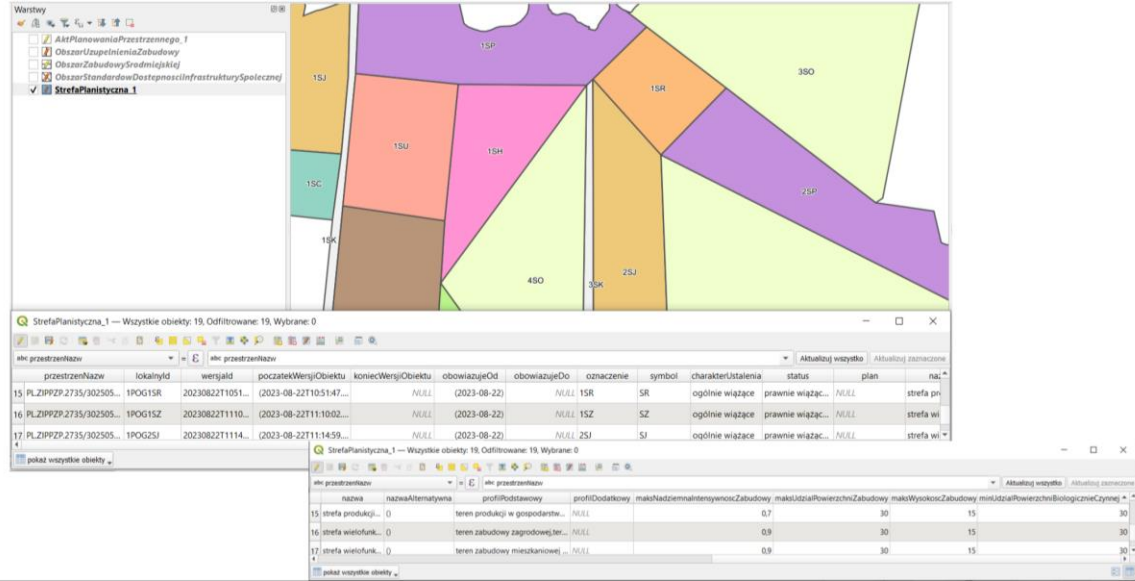 Warstwy
AktPlanowaniaPrzestrzennego_1
ObszarUzupelnieniaZabudowy
ObszarZabudowySrodmiejskiej
ObszarStandardowDostepnosciInfrastrukturySpolecznej
StrefaPlanistyczna_1
1SP
3SO
1SJ
1SR
1SU
1SH
1SC
2SP
1SK
4SO
3SK
2SJ
StrefaPlanistyczna_1 — Wszystkie obiekty: 19, Odfiltrowane: 19, Wybrane: 0
abc przestrzenNazw = ε abc przestrzenNazw Aktualizuj wszystko Aktualizuj zaznaczone
przestrzenNazw lokalnyId wersjaId poczatekWersjiObiektu koniecWersjiObiektu obowiazujeOd obowiazujeDo oznaczenie symbol charakterUstalenia status plan
15 PL.ZIPPZP.2735/302505... 1POG1SR 20230822T1051... (2023-08-22T10:51:47.... NULL (2023-08-22) NULL 1SR SR ogólnie wiążące prawnie wiążąc... NULL strefa pro
16 PL.ZIPPZP.2735/302505... 1POG1SZ 20230822T1110... (2023-08-22T11:10:02.... NULL (2023-08-22) NULL 1SZ SZ ogólnie wiążące prawnie wiążąc... NULL strefa wi
17 PL.ZIPPZP.2735/302505... 1POG2SJ 20230822T1114... (2023-08-22T11:14:59.... NULL (2023-08-22) NULL 2SJ SJ ogólnie wiążące prawnie wiążąc... NULL strefa wi
pokaż wszystkie obiekty
StrefaPlanistyczna_1 — Wszystkie obiekty: 19, Odfiltrowane: 19, Wybrane: 0
abc przestrzenNazw = ε abc przestrzenNazw Aktualizuj wszystko Aktualizuj zaznaczone
nazwa nazwaAlternatywna profilPodstawowy profilDodatkowy maksNadziemnaIntensywnoscZabudowy maksUdzialPowierzchniZabudowy maksWysokoscZabudowy minUdzialPowierzchniBiologicznieCzynnej
15 strefa produkcji... () teren produkcji w gospodarstw... NULL 0,7 30 15 30
16 strefa wielofunk... () teren zabudowy zagrodowej,ter... NULL 0,9 30 15 30
17 strefa wielofunk... () teren zabudowy mieszkaniowej ... NULL 0,9 30 15 30
pokaż wszystkie obiekty